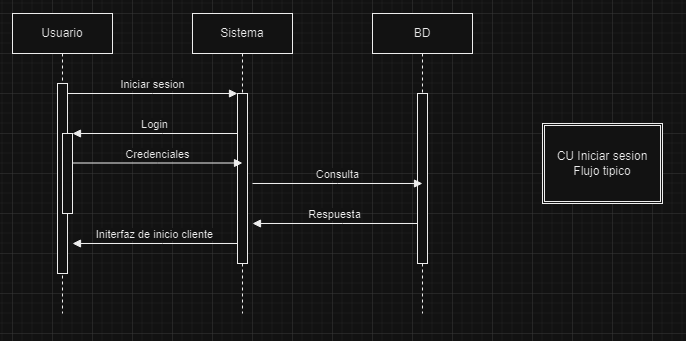 Usuario
Sistema
BD
Iniciar sesion
Login
Credenciales
Consulta
Respuesta
Initerfaz de inicio cliente
CU Iniciar sesion
Flujo tipico